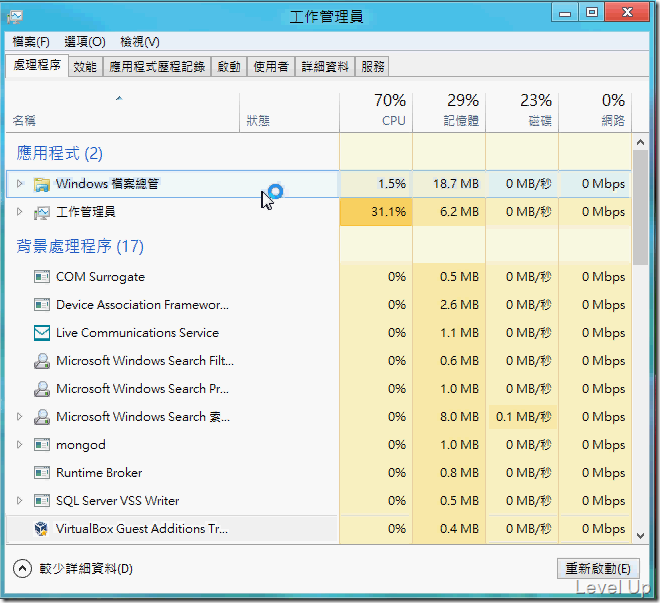 工作管理員
檔案(F) 選項(O) 檢視(V)
處理程序 效能 應用程式歷程記錄 啟動 使用者 詳細資料 服務
70% 29% 23% 0%
名稱 狀態 CPU 記憶體 磁碟 網路
應用程式 (2)
Windows 檔案總管 1.5% 18.7 MB 0 MB/秒 0 Mbps
工作管理員 31.1% 6.2 MB 0 MB/秒 0 Mbps
背景處理程序 (17)
COM Surrogate 0% 0.5 MB 0 MB/秒 0 Mbps
Device Association Framewor... 0% 2.6 MB 0 MB/秒 0 Mbps
Live Communications Service 0% 1.1 MB 0 MB/秒 0 Mbps
Microsoft Windows Search Filt... 0% 0.6 MB 0 MB/秒 0 Mbps
Microsoft Windows Search Pr... 0% 1.0 MB 0 MB/秒 0 Mbps
Microsoft Windows Search 索... 0% 8.0 MB 0.1 MB/秒 0 Mbps
mongod 0% 1.0 MB 0 MB/秒 0 Mbps
Runtime Broker 0% 0.8 MB 0 MB/秒 0 Mbps
SQL Server VSS Writer 0% 0.5 MB 0 MB/秒 0 Mbps
VirtualBox Guest Additions Tr... 0% 0.4 MB 0 MB/秒 0 Mbps
較少詳細資料(D) 重新啟動(E)
Level Up